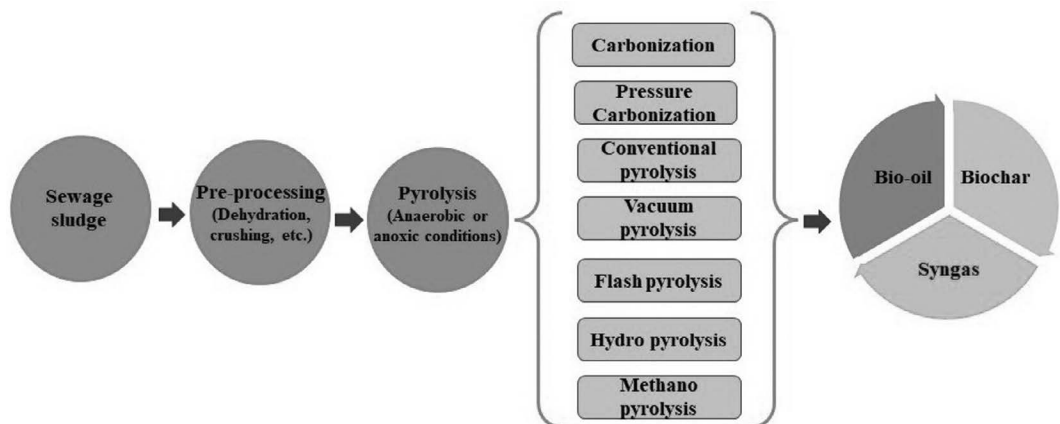 Sewage
sludge
Pre-processing
(Dehydration,
crushing, etc.)
Pyrolysis
(Anaerobic or
anoxic conditions)
Carbonization
Pressure
Carbonization
Conventional
pyrolysis
Vacuum
pyrolysis
Flash pyrolysis
Hydro pyrolysis
Methano
pyrolysis
Bio-oil
Biochar
Syngas